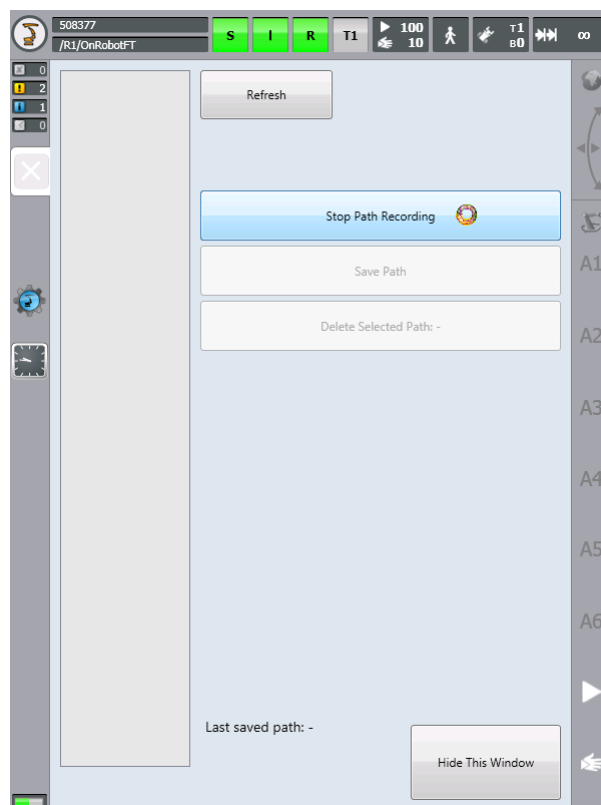 508377
/R1/OnRobotFT
S I R T1 100 10 T1 B0 ∞
0
2
1
0
Refresh
Stop Path Recording
Save Path
Delete Selected Path: -
A1
A2
A3
A4
A5
A6
Last saved path: -
Hide This Window